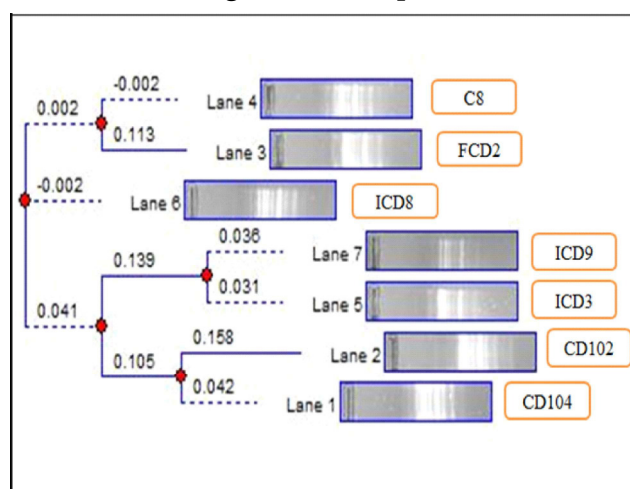 -0.002
Lane 4
C8
0.002
0.113
Lane 3
FCD2
-0.002
Lane 6
ICD8
0.036
Lane 7
ICD9
0.139
0.031
Lane 5
ICD3
0.041
0.158
Lane 2
CD102
0.105
0.042
Lane 1
CD104